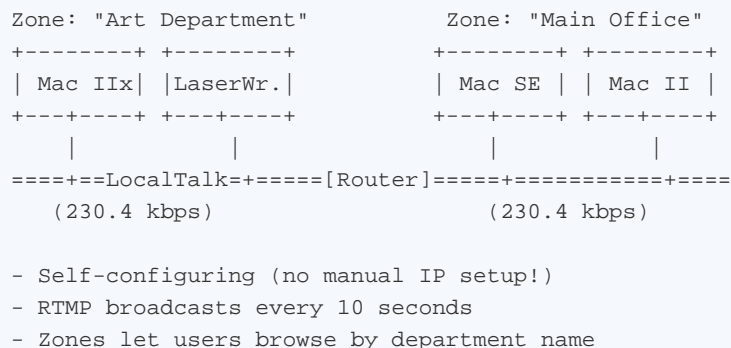 Zone: "Art Department"                 Zone: "Main Office"
+--------+ +--------+                 +--------+ +--------+
| Mac IIx| |LaserWr.|                 | Mac SE | | Mac II |
+---+----+ +---+----+                 +---+----+ +---+----+
    |          |                          |          |
====+==LocalTalk=+=====[Router]=====+===========+====
   (230.4 kbps)                      (230.4 kbps)

- Self-configuring (no manual IP setup!)
- RTMP broadcasts every 10 seconds
- Zones let users browse by department name